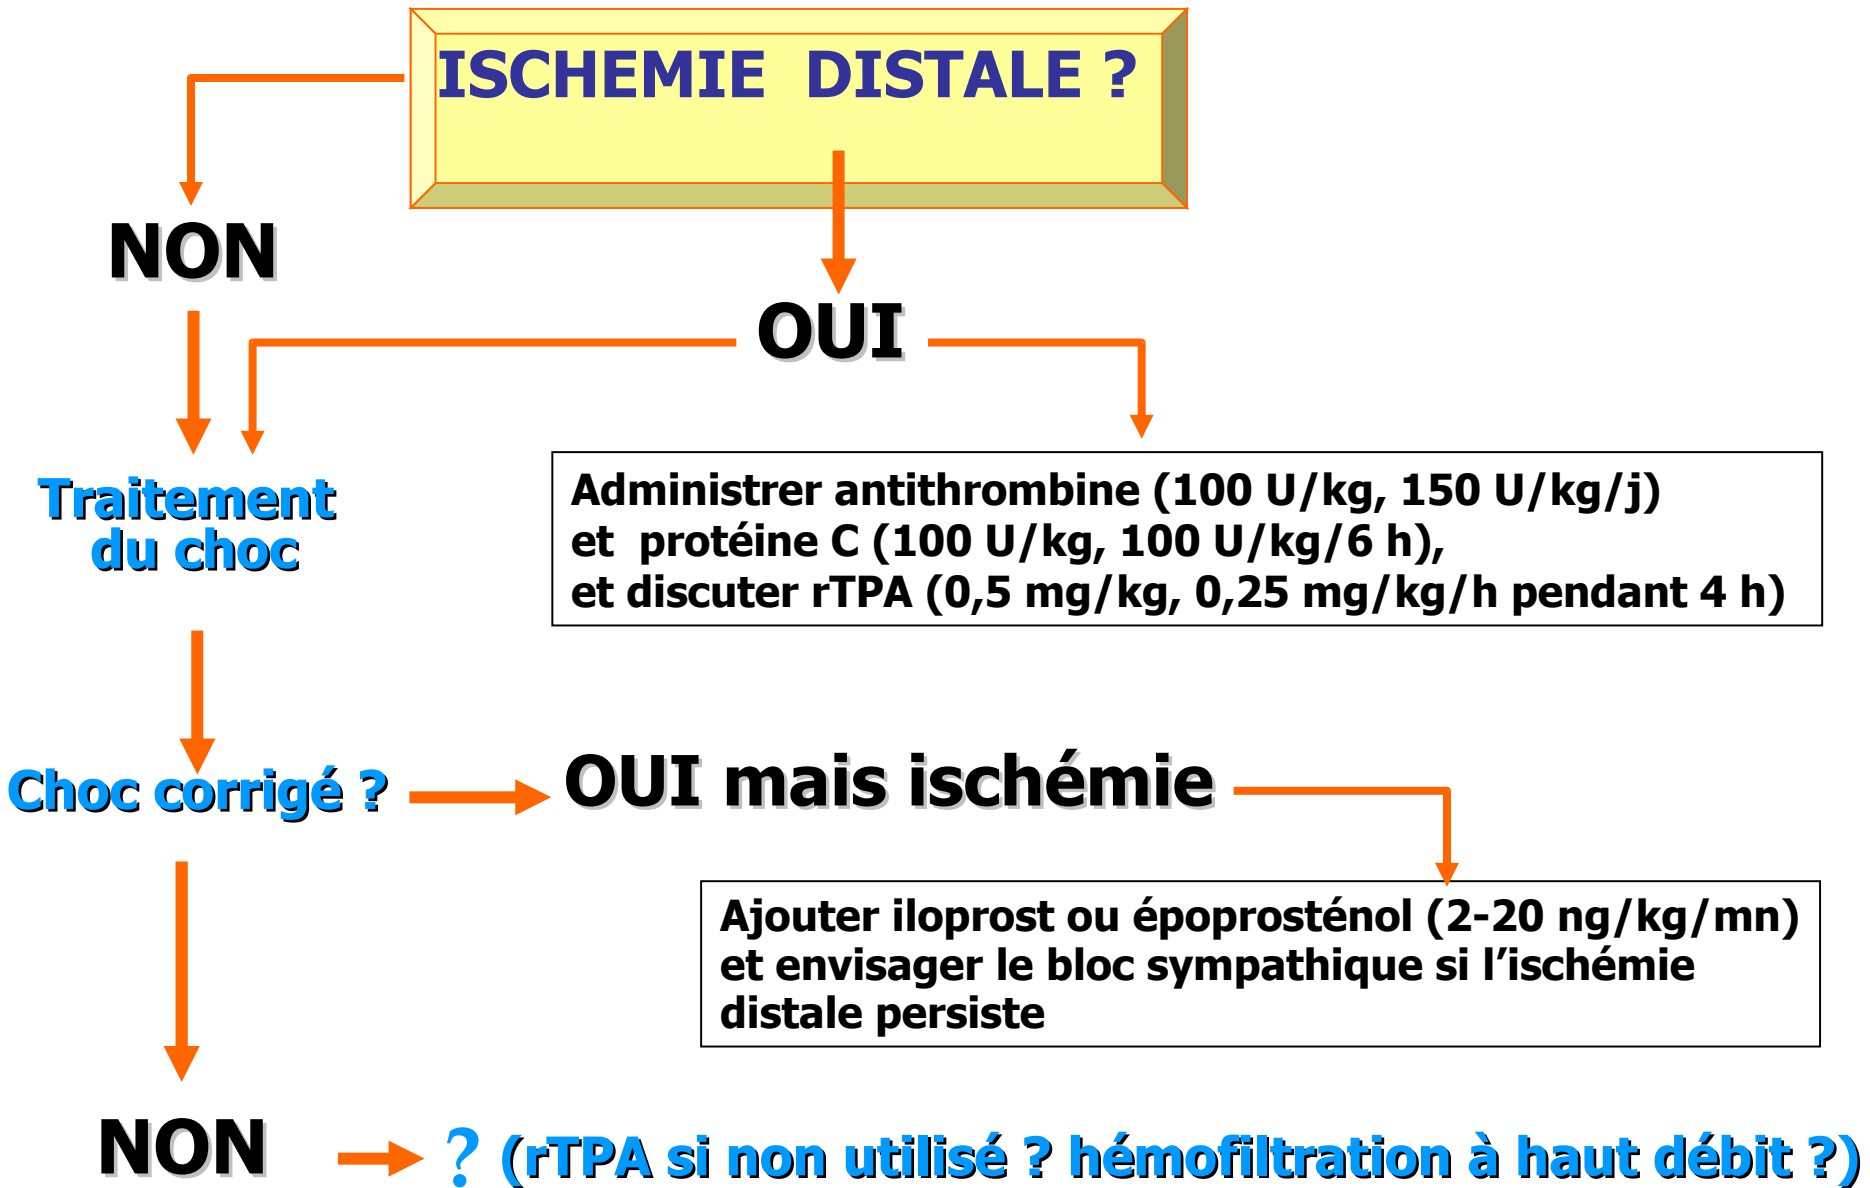 ISCHEMIE DISTALE ?
NON
OUI
Traitement
du choc
Administrer antithrombine (100 U/kg, 150 U/kg/j)
et protéine C (100 U/kg, 100 U/kg/6 h),
et discuter rTPA (0,5 mg/kg, 0,25 mg/kg/h pendant 4 h)
Choc corrigé ?
OUI mais ischémie
Ajouter iloprost ou époprosténol (2-20 ng/kg/mn)
et envisager le bloc sympathique si l’ischémie
distale persiste
NON
? (rTPA si non utilisé ? hémofiltration à haut débit ?)